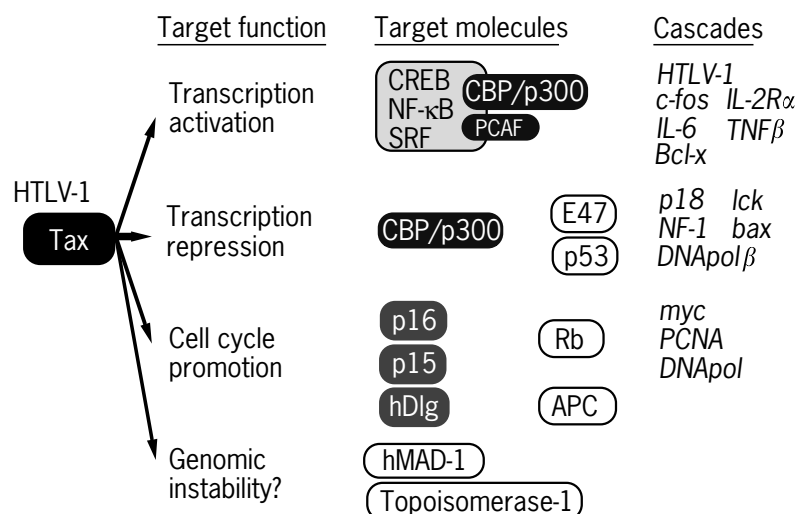 Target function Target molecules Cascades
Transcription
activation
CREB
NF-κB
SRF
CBP/p300
PCAF
HTLV-1
c-fos IL-2Rα
IL-6 TNFβ
Bcl-x
HTLV-1
Tax
Transcription
repression
CBP/p300
E47
p53
p18 lck
NF-1 bax
DNApolβ
Cell cycle
promotion
p16
p15
hDlg
Rb
APC
myc
PCNA
DNApol
Genomic
instability?
hMAD-1
Topoisomerase-1